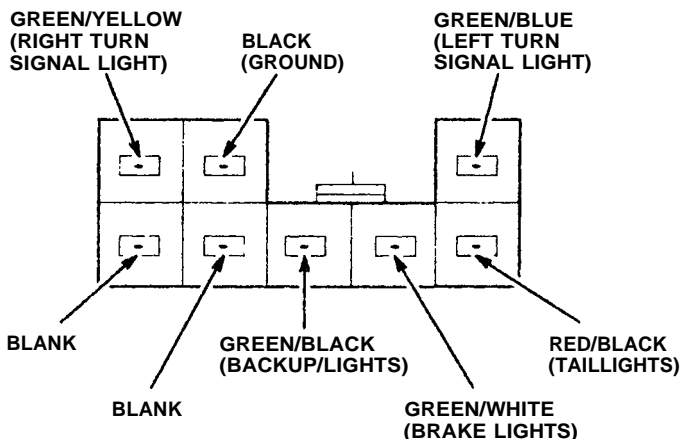 GREEN/YELLOW
(RIGHT TURN
SIGNAL LIGHT)
BLACK
(GROUND)
GREEN/BLUE
(LEFT TURN
SIGNAL LIGHT)
BLANK
BLANK
GREEN/BLACK
(BACKUP/LIGHTS)
GREEN/WHITE
(BRAKE LIGHTS)
RED/BLACK
(TAILLIGHTS)